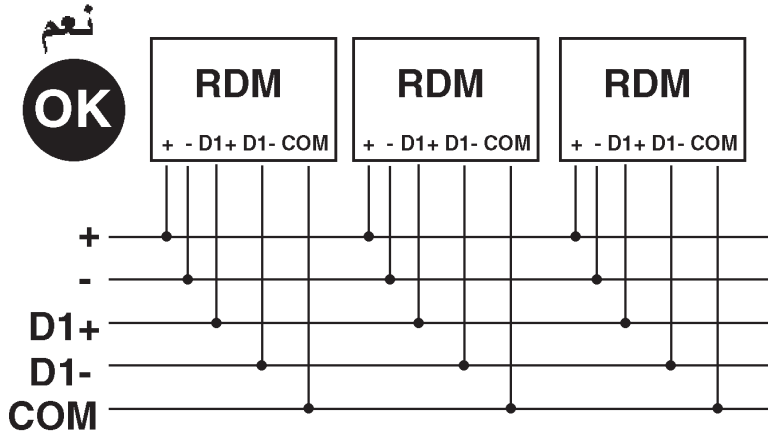 نعم
OK
RDM RDM RDM
+ - D1+ D1- COM + - D1+ D1- COM + - D1+ D1- COM
+
-
D1+
D1-
COM